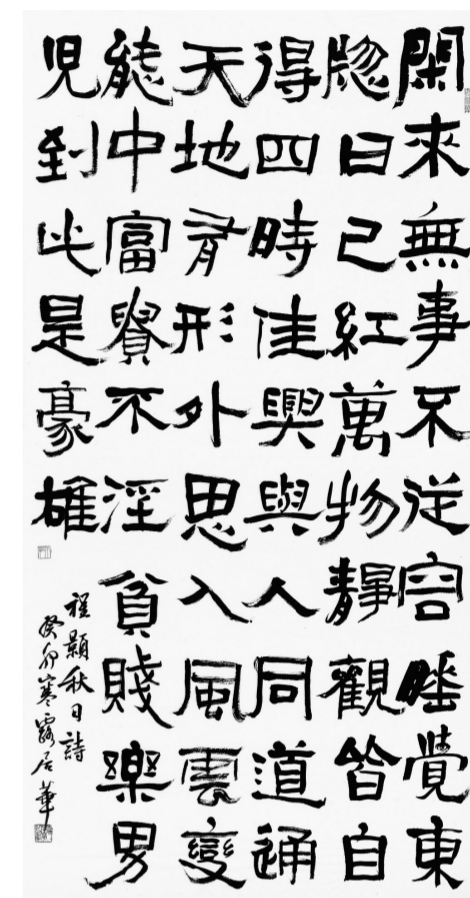 閑來無事不從容睡覺東
牕日已紅萬物靜觀皆自
得四時佳興與人同道通
天地有形外思入風雲變
態中富貴不淫貧賤樂男
兒到此是豪雄
程顥秋日詩
癸卯寒露居華